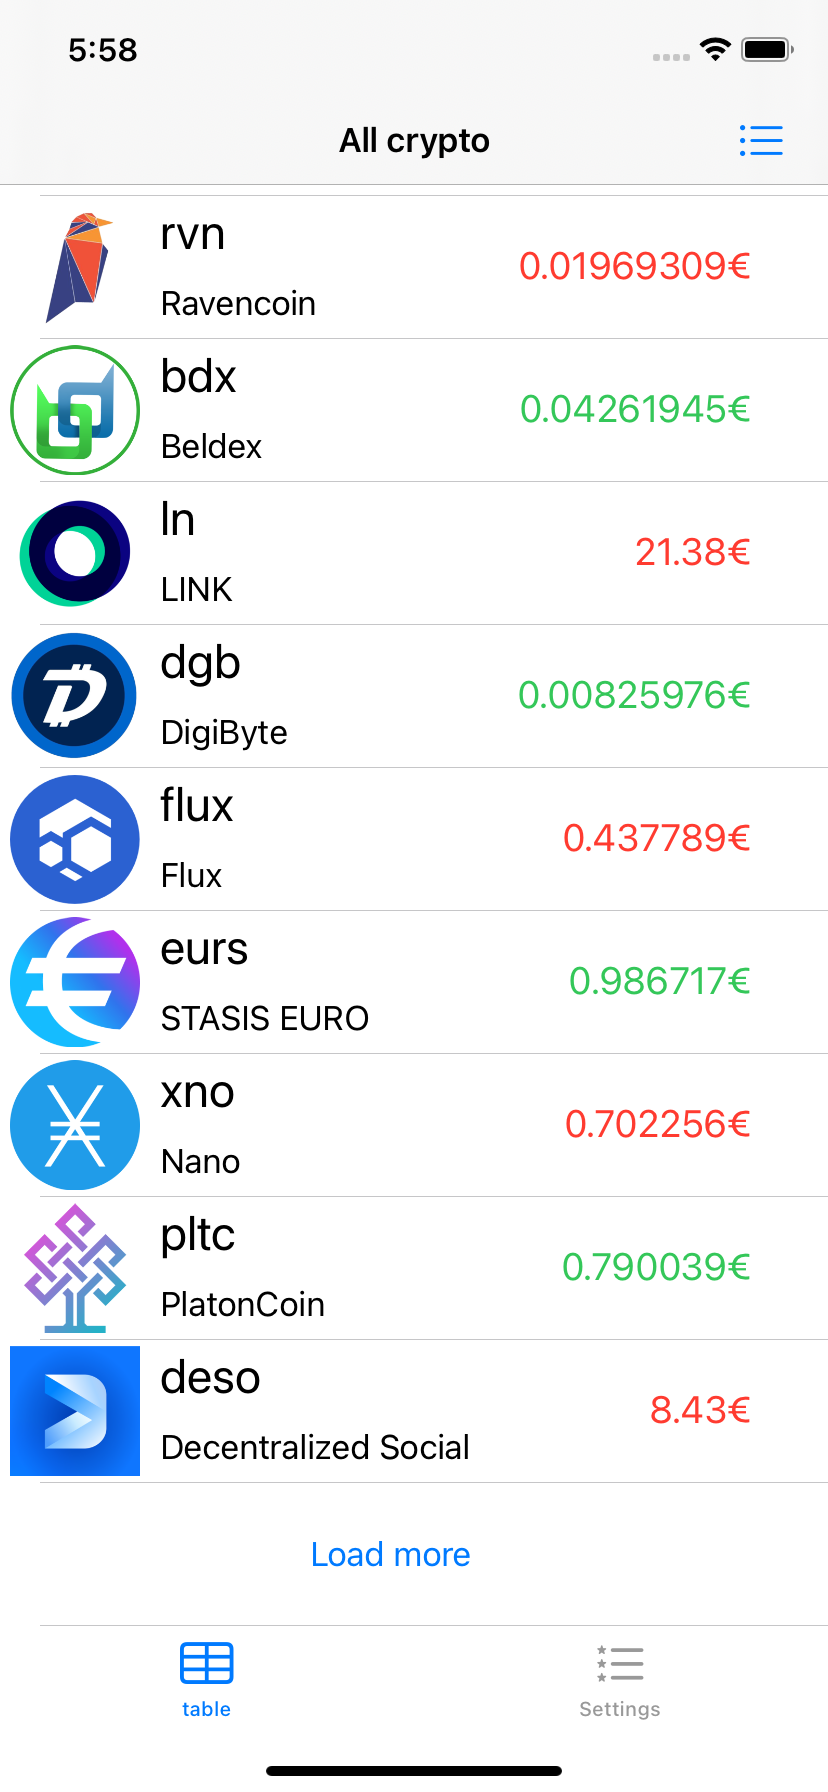 5:58
All crypto
rvn
0.01969309€
Ravencoin
bdx
0.04261945€
Beldex
ln
21.38€
LINK
dgb
0.00825976€
DigiByte
flux
0.437789€
Flux
eurs
0.986717€
STASIS EURO
xno
0.702256€
Nano
pltc
0.790039€
PlatonCoin
deso
8.43€
Decentralized Social
Load more
table
Settings